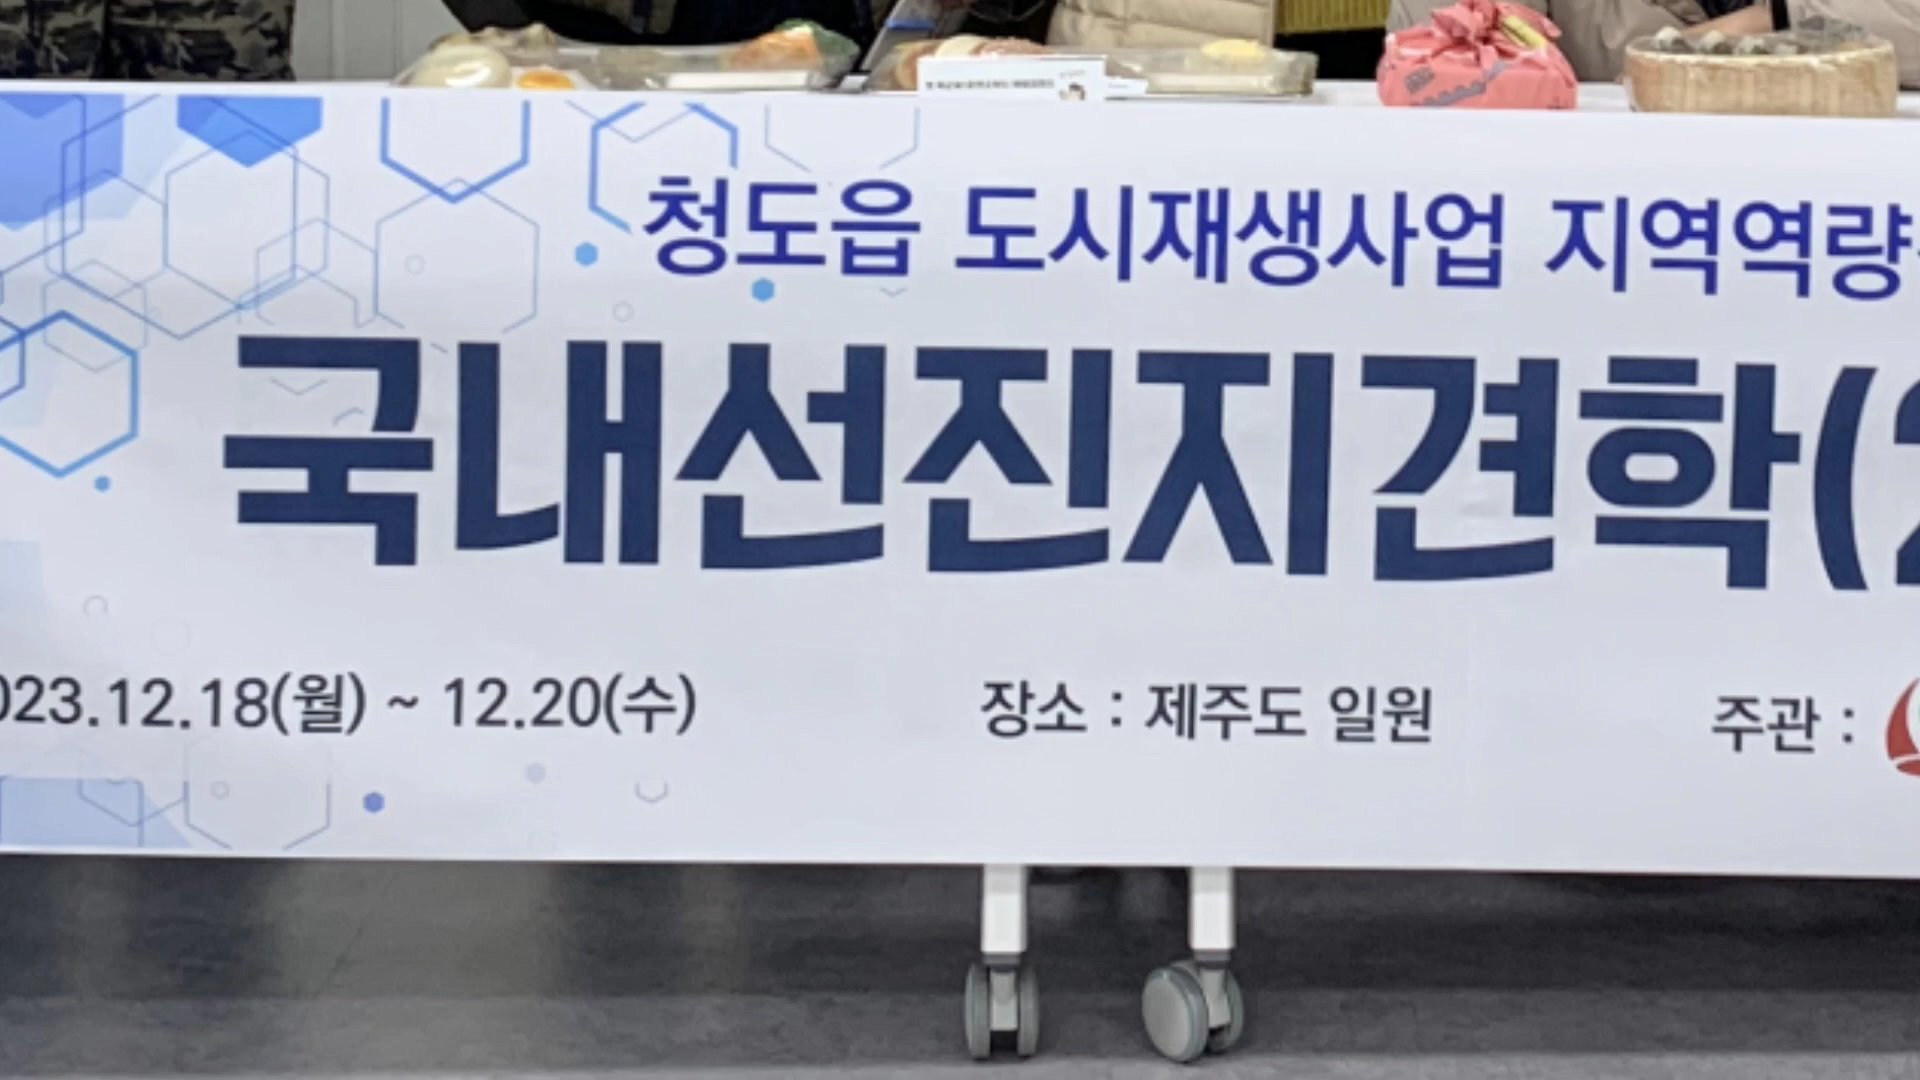 청도읍 도시재생사업 지역역량
국내선진지견학(2
023.12.18(월) ~ 12.20(수) 장소 : 제주도 일원 주관 :